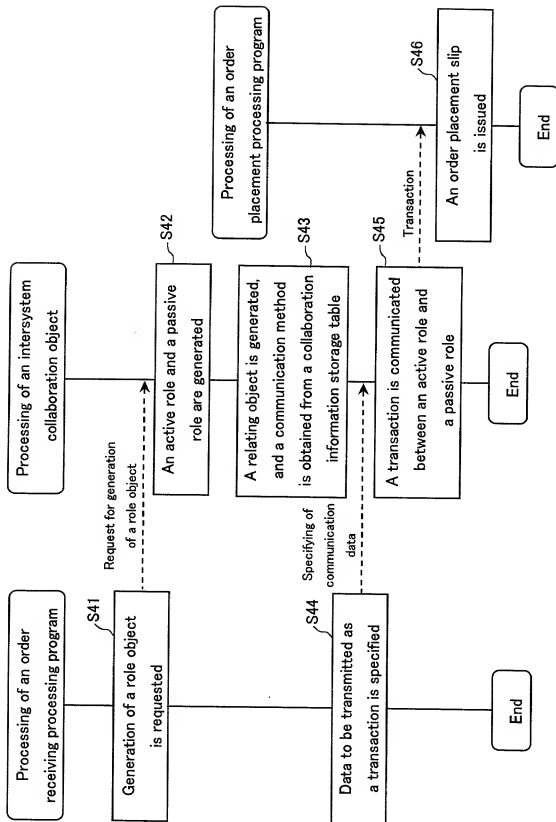 Processing of an order
receiving processing program
S41
Generation of a role object
is requested
S44
Data to be transmitted as
a transaction is specified
End
Request for generation
of a role object
Specifying of
communication
data
Processing of an intersystem
collaboration object
S42
An active role and a passive
role are generated
S43
A relating object is generated,
and a communication method
is obtained from a collaboration
information storage table
S45
A transaction is communicated
between an active role and
a passive role
End
Transaction
Processing of an order
placement processing program
S46
An order placement slip
is issued
End